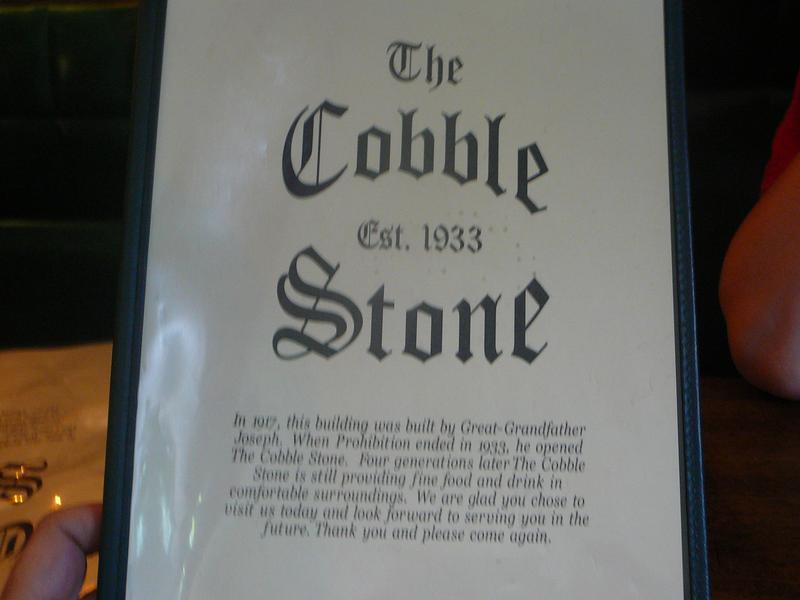 The
Cobble
Est. 1933
Stone
In 1917, this building was built by Great-Grandfather
Joseph. When Prohibition ended in 1933, he opened
The Cobble Stone. Four generations later The Cobble
Stone is still providing fine food and drink in
comfortable surroundings. We are glad you chose to
visit us today and look forward to serving you in the
future. Thank you and please come again.